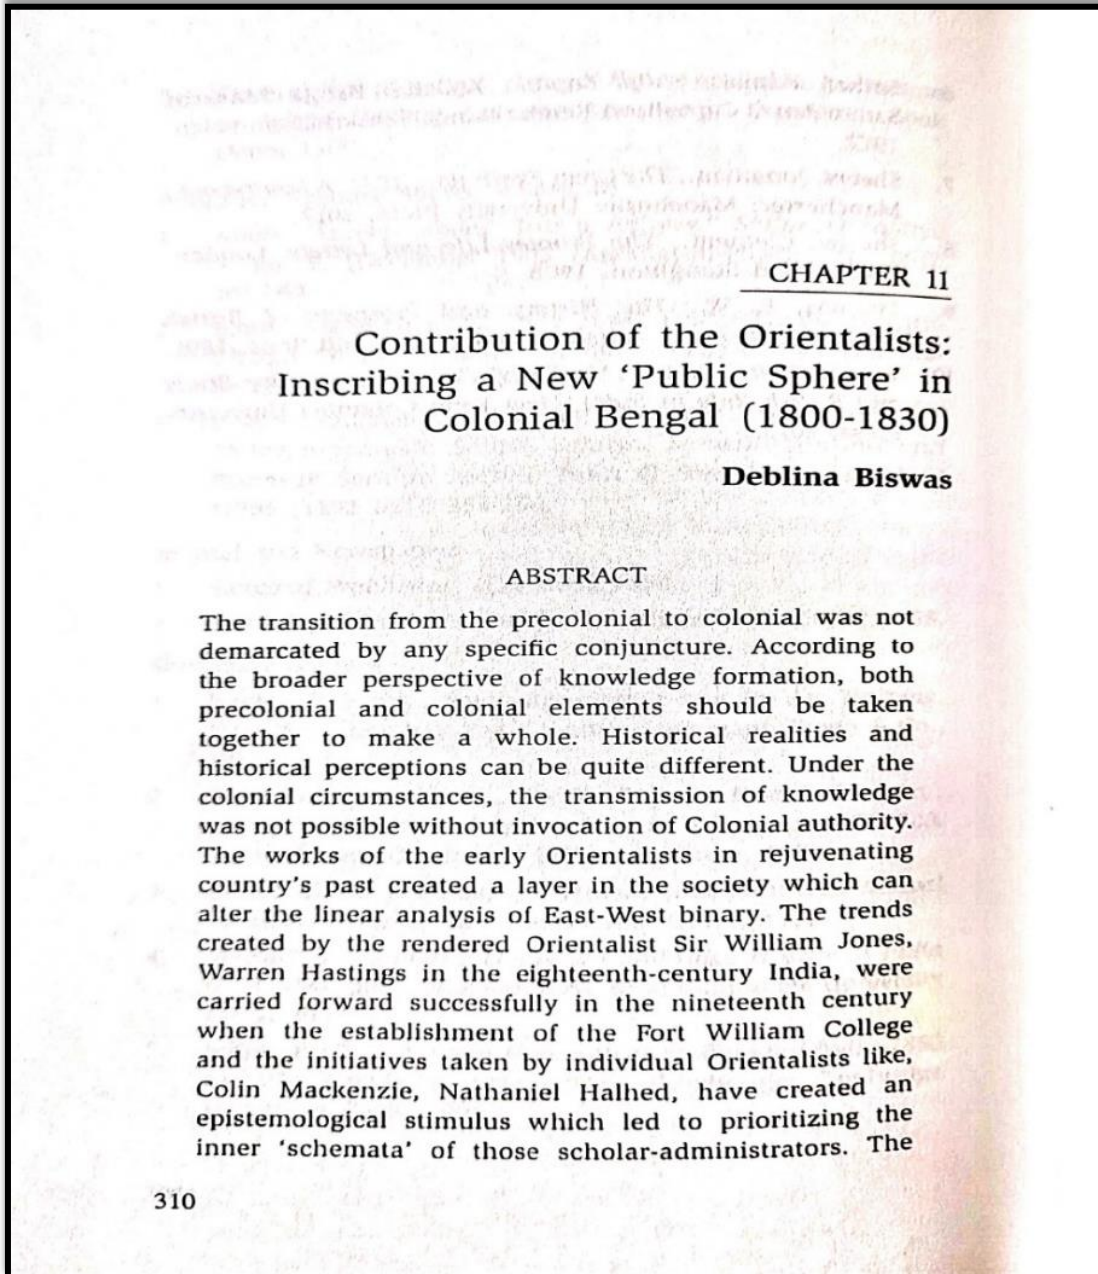 CHAPTER 11
Contribution of the Orientalists:
Inscribing a New ‘Public Sphere’ in
Colonial Bengal (1800-1830)
Deblina Biswas
ABSTRACT
The transition from the precolonial to colonial was not
demarcated by any specific conjuncture. According to
the broader perspective of knowledge formation, both
precolonial and colonial elements should be taken
together to make a whole. Historical realities and
historical perceptions can be quite different. Under the
colonial circumstances, the transmission of knowledge
was not possible without invocation of Colonial authority.
The works of the early Orientalists in rejuvenating
country's past created a layer in the society which can
alter the linear analysis of East-West binary. The trends
created by the rendered Orientalist Sir William Jones,
Warren Hastings in the eighteenth-century India, were
carried forward successfully in the nineteenth century
when the establishment of the Fort William College
and the initiatives taken by individual Orientalists like,
Colin Mackenzie, Nathaniel Halhed, have created an
epistemological stimulus which led to prioritizing the
inner ‘schemata’ of those scholar-administrators. The
310